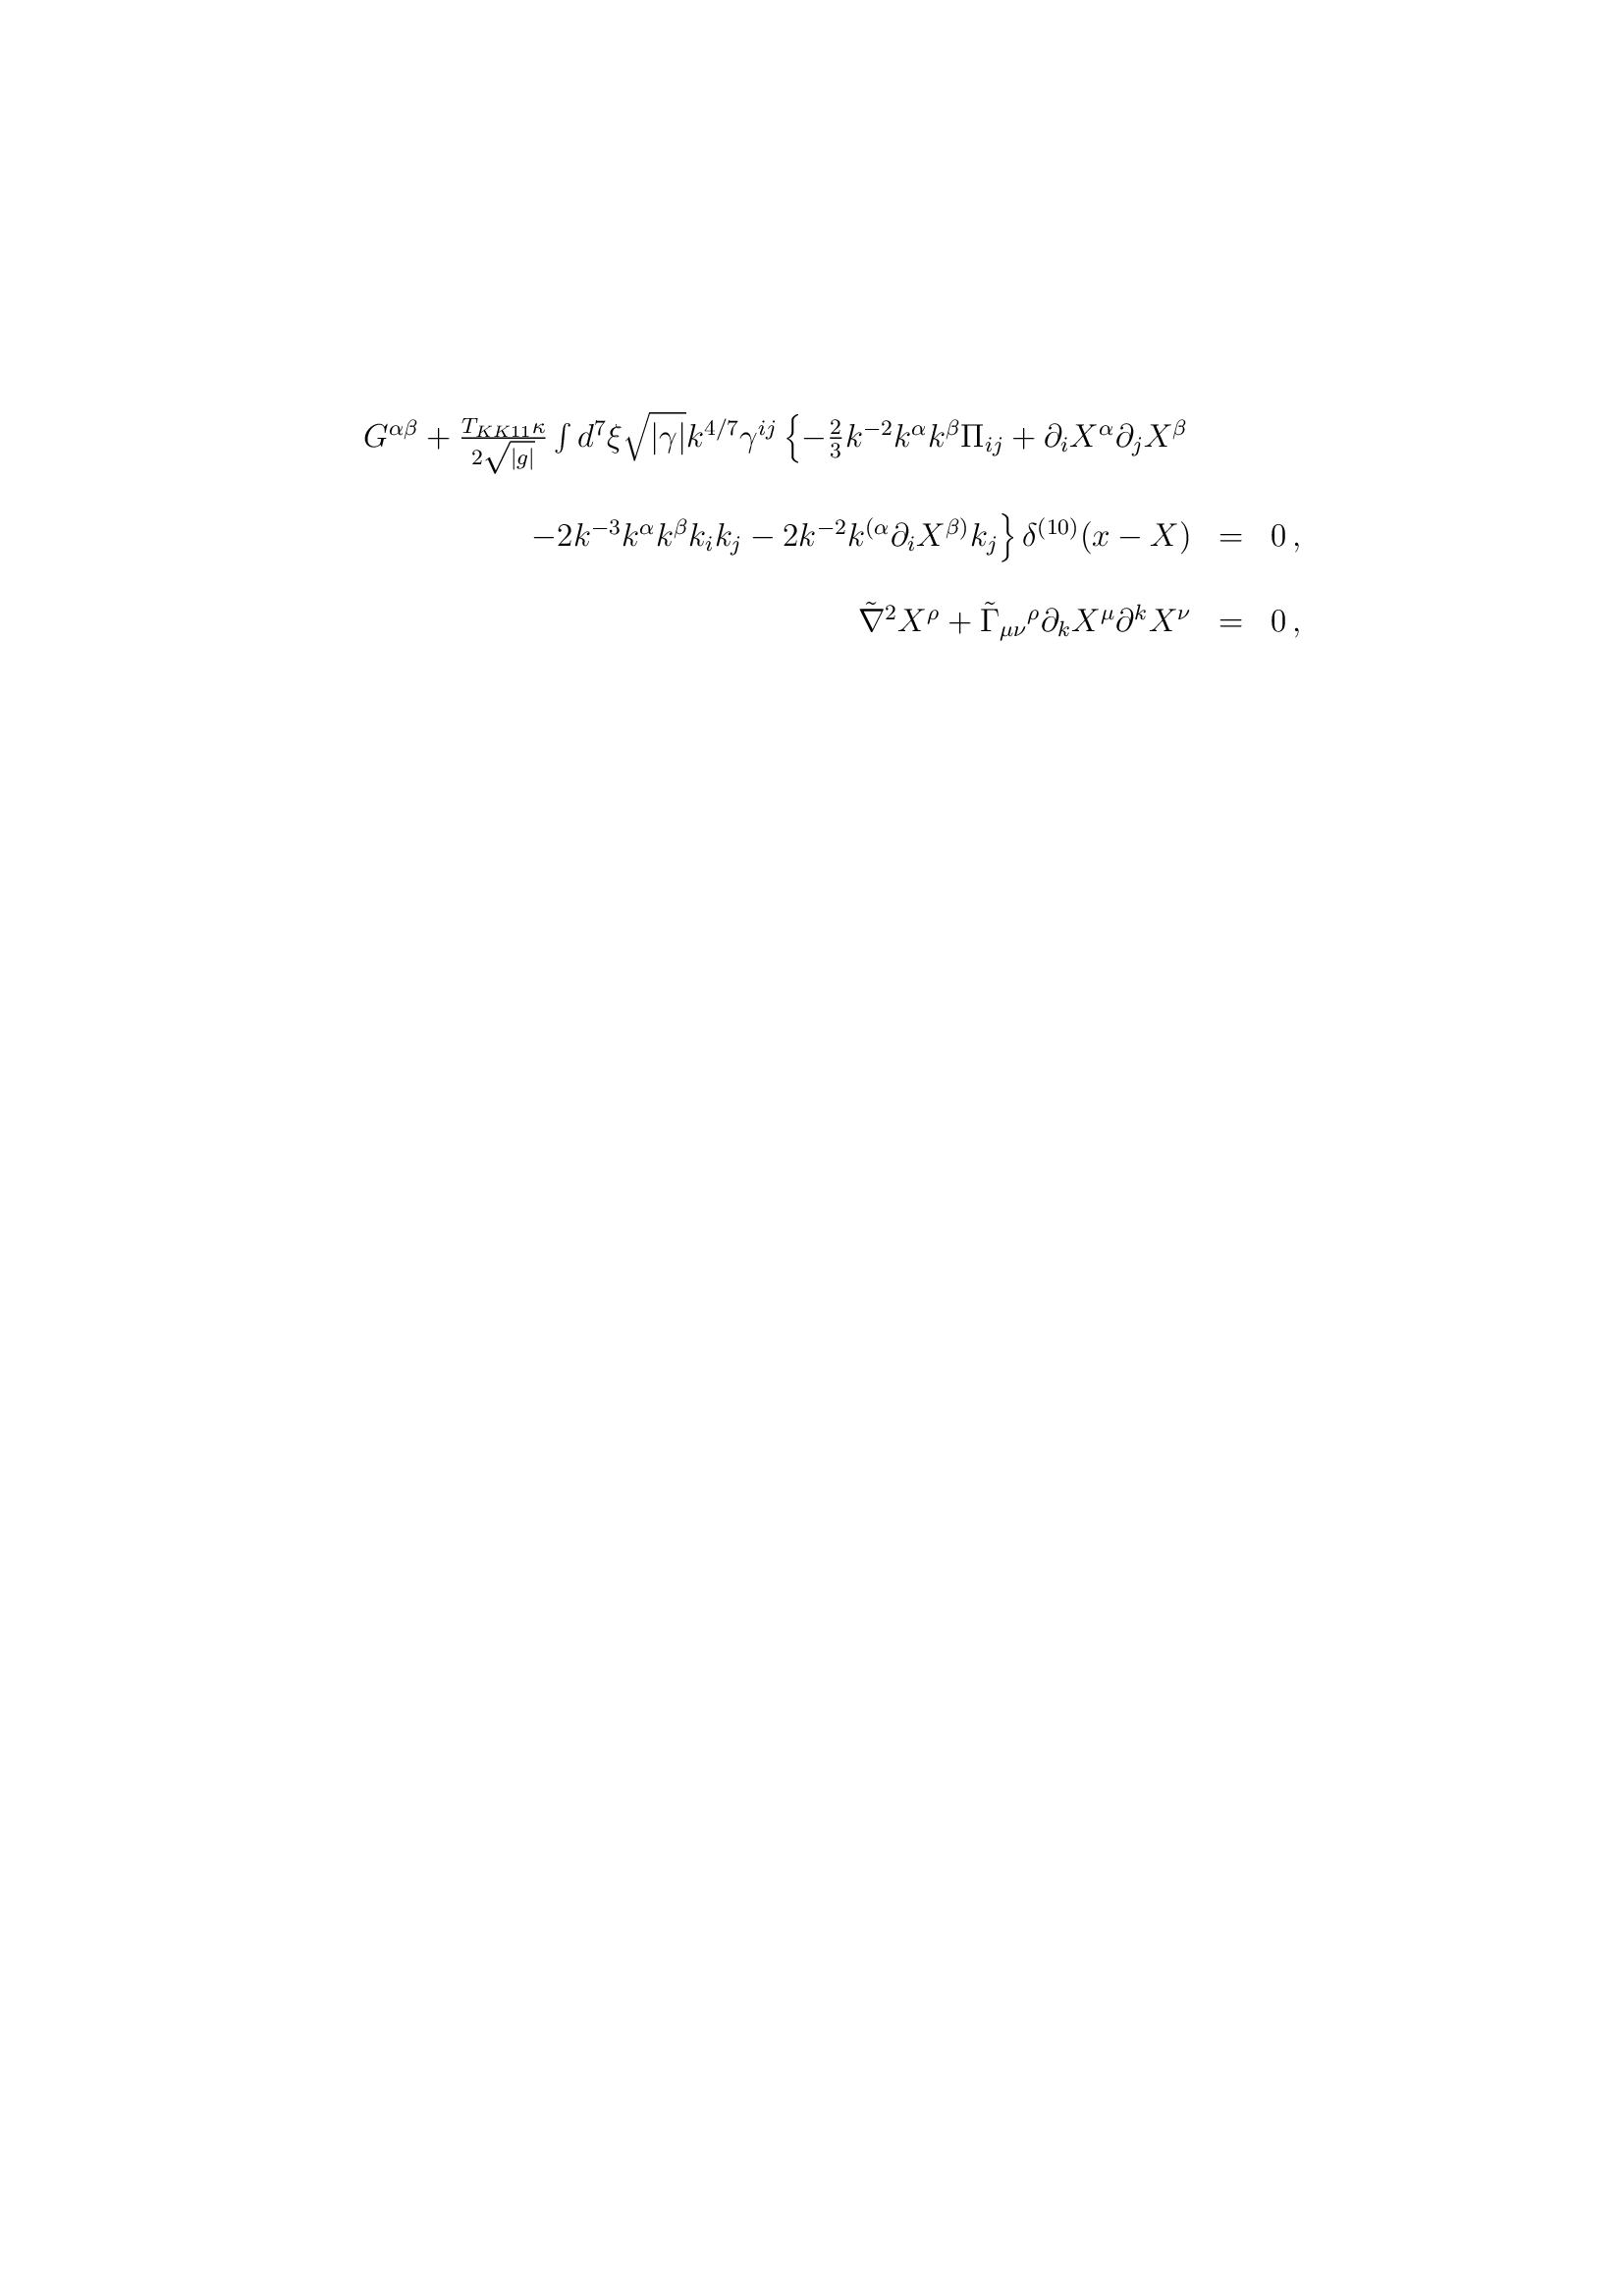 G^{\alpha\beta} + \frac{T_{KK11}\kappa}{2\sqrt{|g|}} \int d^7\xi \sqrt{|\gamma|} k^{4/7} \gamma^{ij} \left\{ -\frac{2}{3} k^{-2} k^\alpha k^\beta \Pi_{ij} + \partial_i X^\alpha \partial_j X^\beta
-2k^{-3} k^\alpha k^\beta k_i k_j - 2k^{-2} k^{(\alpha} \partial_i X^{\beta)} k_j \right\} \delta^{(10)}(x - X) = 0 ,
\tilde{\nabla}^2 X^\rho + \tilde{\Gamma}_{\mu\nu}{}^\rho \partial_k X^\mu \partial^k X^\nu = 0 ,